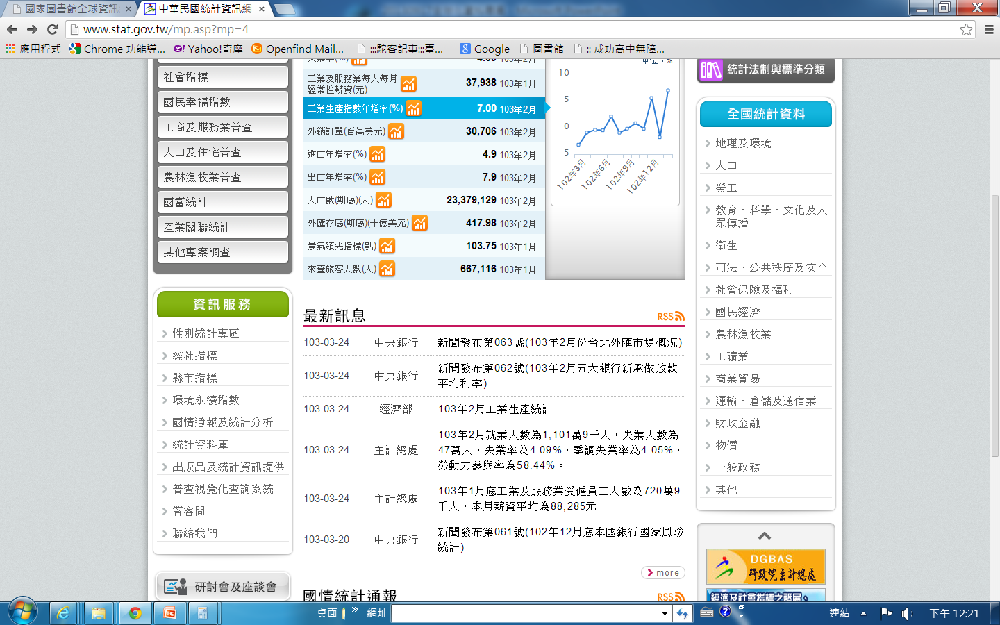 國家圖書館全球資訊
中華民國統計資訊網
www.stat.gov.tw/mp.asp?mp=4
應用程式
Chrome 功能導...
Yahoo!奇摩
Openfind Mail...
:::駝客記事:::臺...
Google
圖書館
:: 成功高中無障...
社會指標
國民幸福指數
工商及服務業普查
人口及住宅普查
農林漁牧業普查
國富統計
產業關聯統計
其他專案調查
資訊服務
性別統計專區
經社指標
縣市指標
環境永續指數
國情通報及統計分析
統計資料庫
出版品及統計資訊提供
普查視覺化查詢系統
答客問
聯絡我們
研討會及座談會
工業及服務業每人每月
經常性薪資(元) 37,938 103年1月
工業生產指數年增率(%) 7.00 103年2月
外銷訂單(百萬美元) 30,706 103年2月
進口年增率(%) 4.9 103年2月
出口年增率(%) 7.9 103年2月
人口數(期底)(人) 23,379,129 103年2月
外匯存底(期底)(十億美元) 417.98 103年2月
景氣領先指標(點) 103.75 103年1月
來臺旅客人數(人) 667,116 103年1月
單位：%
10
5
0
-5
102年3月
102年6月
102年9月
102年12月
最新訊息
RSS
103-03-24 中央銀行 新聞發布第063號(103年2月份台北外匯市場概況)
103-03-24 中央銀行 新聞發布第062號(103年2月五大銀行新承做放款
平均利率)
103-03-24 經濟部 103年2月工業生產統計
103-03-24 主計總處 103年2月就業人數為1,101萬9千人，失業人數為
47萬人，失業率為4.09%，季調失業率為4.05%，
勞動力參與率為58.44%。
103-03-24 主計總處 103年1月底工業及服務業受僱員工人數為720萬9
千人，本月薪資平均為88,285元
103-03-20 中央銀行 新聞發布第061號(102年12月底本國銀行國家風險
統計)
more
國情統計通報
RSS
統計法制與標準分類
全國統計資料
地理及環境
人口
勞工
教育、科學、文化及大
眾傳播
衛生
司法、公共秩序及安全
社會保險及福利
國民經濟
農林漁牧業
工礦業
商業貿易
運輸、倉儲及通信業
財政金融
物價
一般政務
其他
DGBAS
行政院主計總處
經濟及社會指標之發展、
桌面
網址
連結
下午 12:21